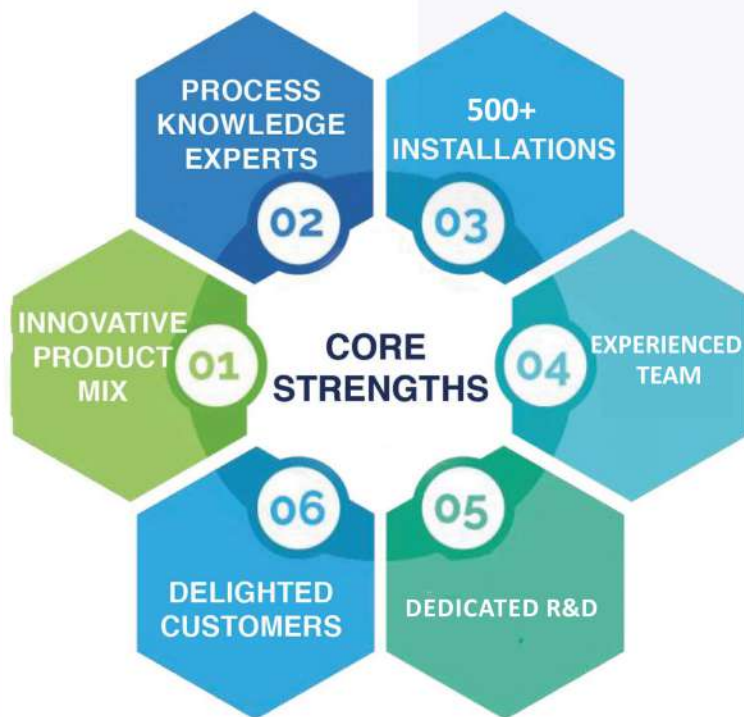 CORE
STRENGTHS
INNOVATIVE
PRODUCT
MIX
01
PROCESS
KNOWLEDGE
EXPERTS
02
500+
INSTALLATIONS
03
EXPERIENCED
TEAM
04
DEDICATED R&D
05
DELIGHTED
CUSTOMERS
06